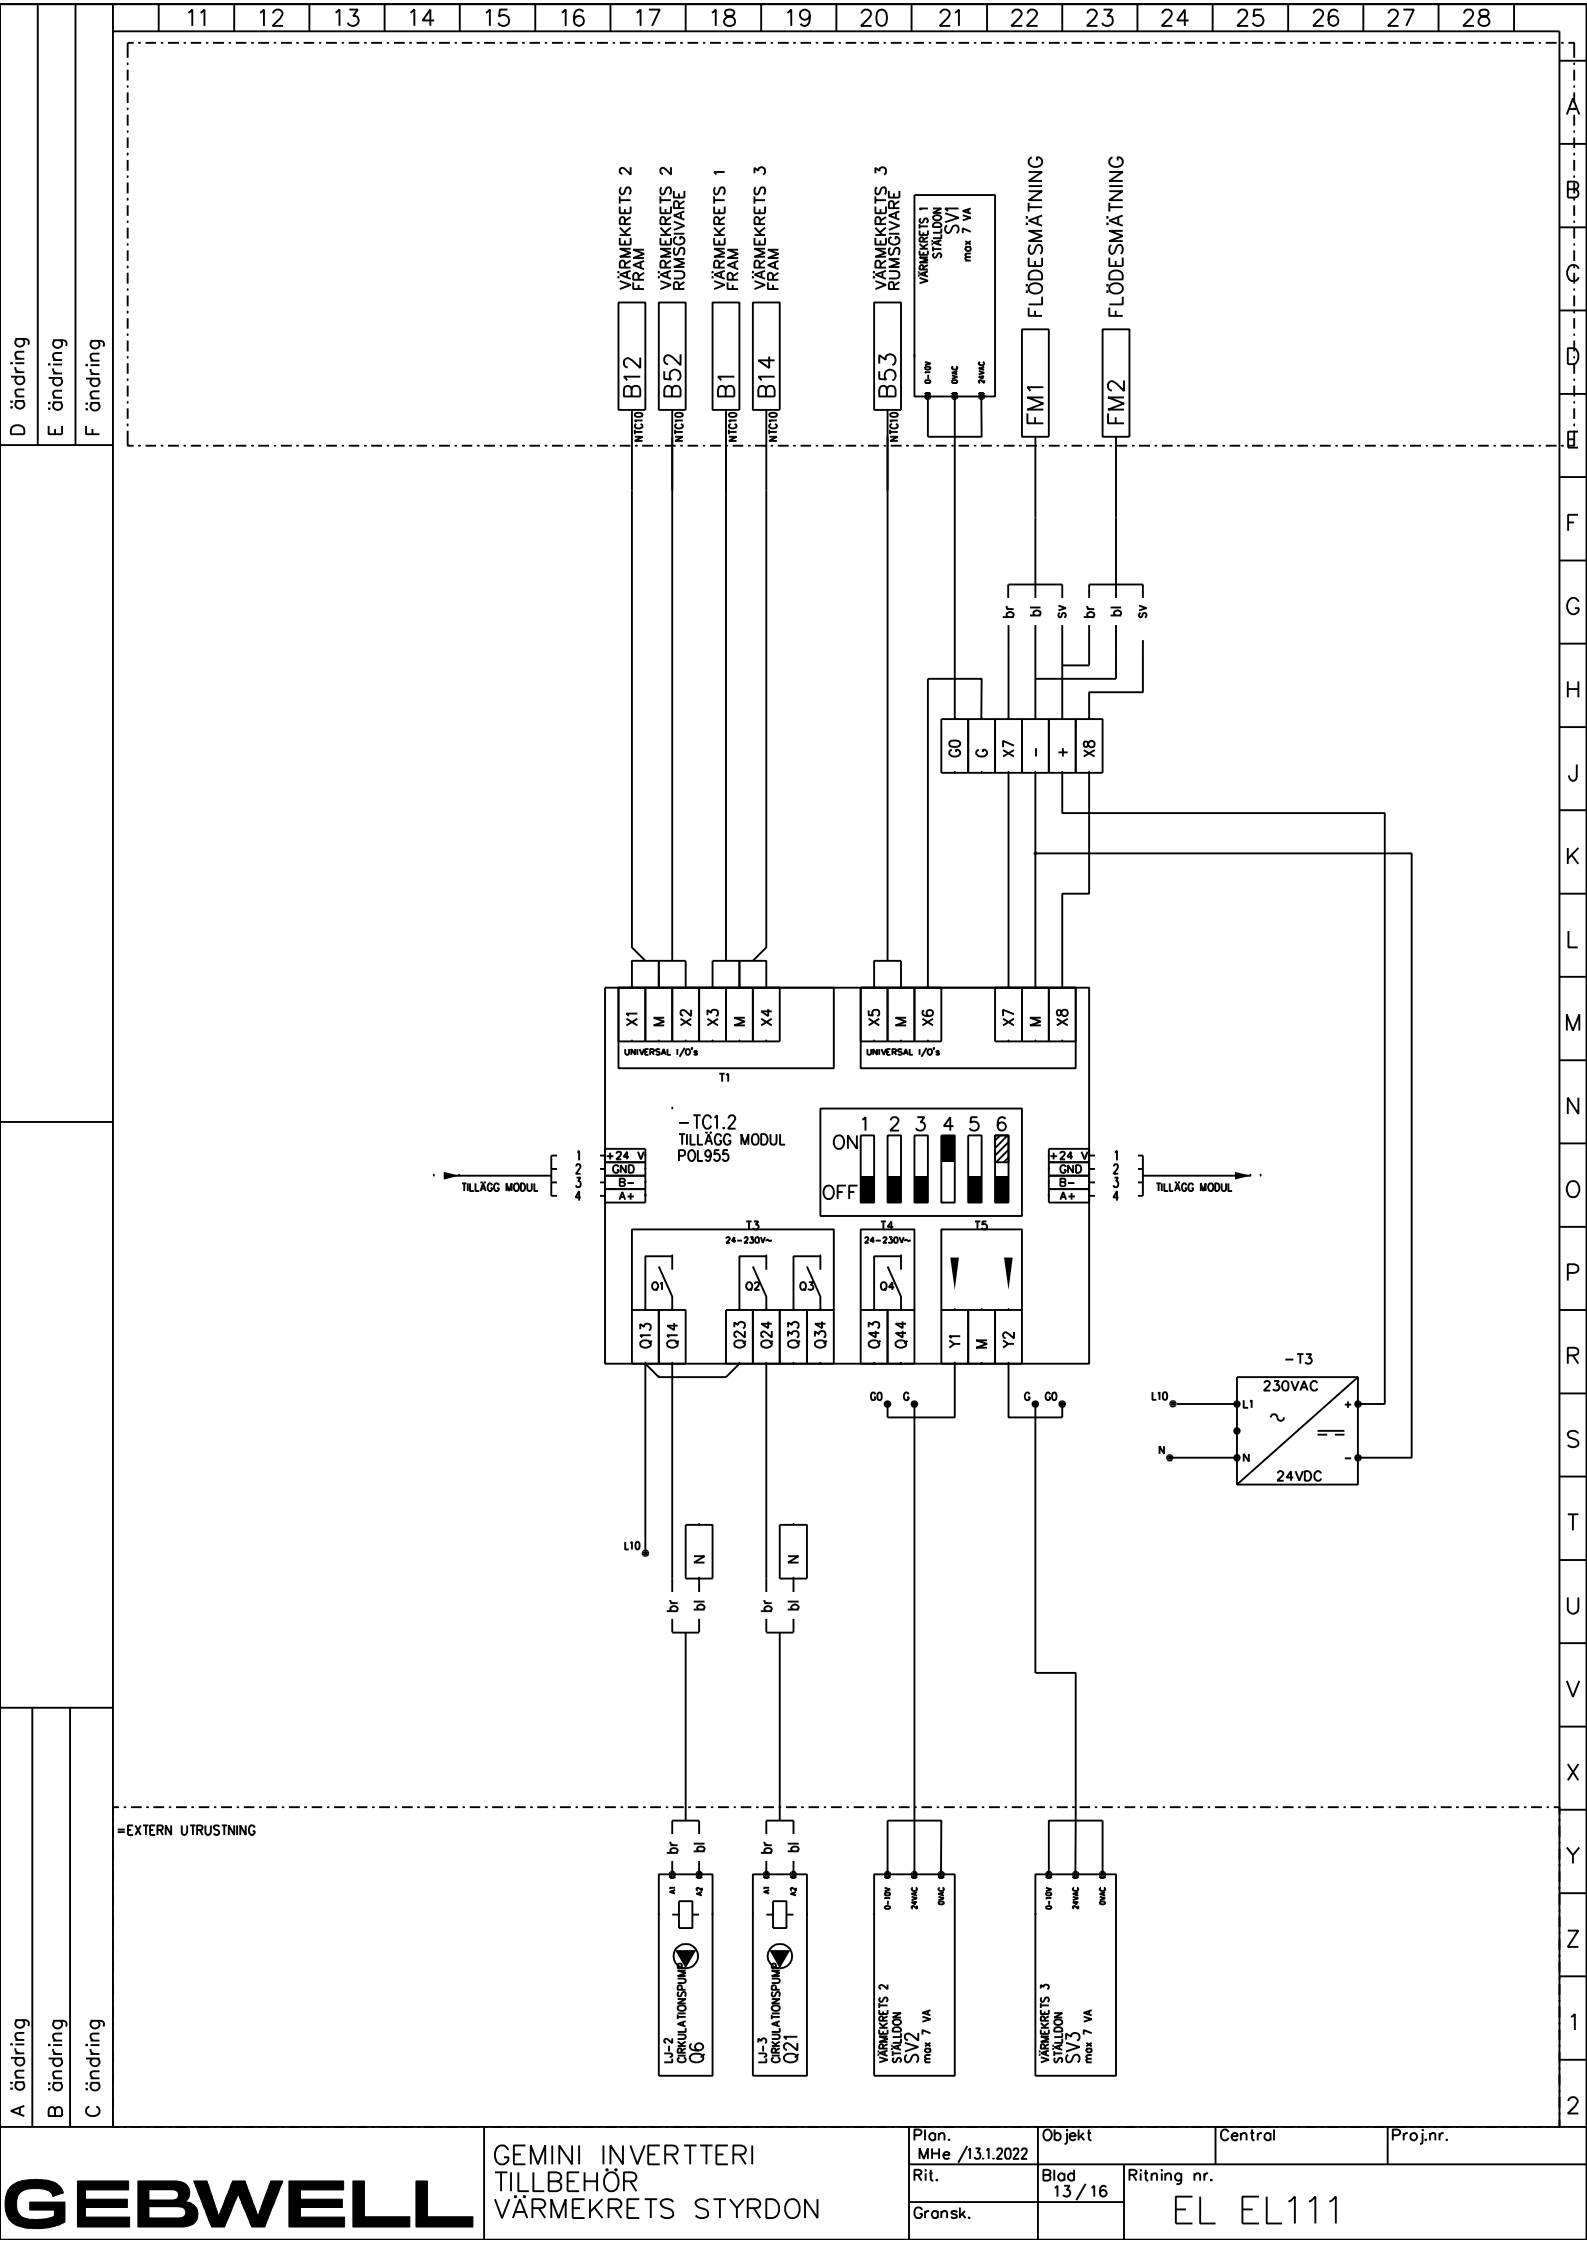 11 12 13 14 15 16 17 18 19 20 21 22 23 24 25 26 27 28
A
B
C
D
E
F
G
H
J
K
L
M
N
O
P
R
S
T
U
V
X
Y
Z
1
2
D ändring
E ändring
F ändring
VÄRMEKRETS 2
FRAM
VÄRMEKRETS 2
RUMSGIVARE
VÄRMEKRETS 1
FRAM
VÄRMEKRETS 3
FRAM
VÄRMEKRETS 3
RUMSGIVARE
VÄRMEKRETS 1
STÄLLDON
SV1
max 7 VA
0-10V
0VAC
24VAC
FLÖDESMÄTNING
FLÖDESMÄTNING
B12
B52
B1
B14
B53
FM1
FM2
NTC10
NTC10
NTC10
NTC10
NTC10
br
bl
sv
br
bl
sv
G0
G
X7
-
+
X8
X1
M
X2
X3
M
X4
X5
M
X6
X7
M
X8
UNIVERSAL I/O's
UNIVERSAL I/O's
T1
-TC1.2
TILLÄGG MODUL
POL955
1 2 3 4 5 6
ON
OFF
1
2
3
4
+24 V
GND
B-
A+
TILLÄGG MODUL
+24 V
GND
B-
A+
1
2
3
4
TILLÄGG MODUL
T3
24-230V~
T4
24-230V~
T5
Q1
Q2
Q3
Q4
Q13
Q14
Q23
Q24
Q33
Q34
Q43
Q44
Y1
M
Y2
G0 G
G G0
-T3
230VAC
L10
L1
+
N
N
-
24VDC
L10
N
N
br
bl
br
bl
=EXTERN UTRUSTNING
br
bl
br
bl
A1
A2
LJ-2
CIRKULATIONSPUMP
Q6
A1
A2
LJ-3
CIRKULATIONSPUMP
Q21
0-10V
24VAC
0VAC
VÄRMEKRETS 2
STÄLLDON
SV2
max 7 VA
0-10V
24VAC
0VAC
VÄRMEKRETS 3
STÄLLDON
SV3
max 7 VA
A ändring
B ändring
C ändring
GEBWELL
GEMINI INVERTTERI
TILLBEHÖR
VÄRMEKRETS STYRDON
Plan.
MHe /13.1.2022
Objekt
Central
Proj.nr.
Rit.
Blad
13/16
Ritning nr.
EL EL111
Gransk.